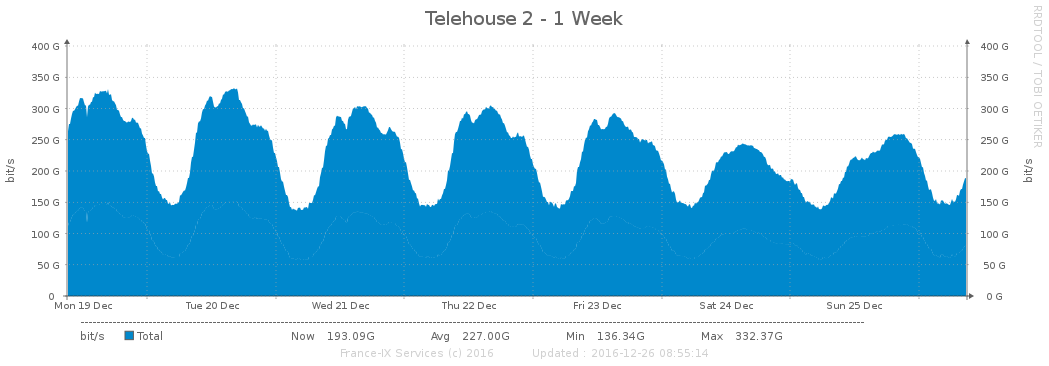 Telehouse 2 - 1 Week
RRDTOOL / TOBI OETIKER
400 G 400 G
350 G 350 G
300 G 300 G
250 G 250 G
200 G 200 G
150 G 150 G
100 G 100 G
50 G 50 G
0 0 G
bit/s bit/s
Mon 19 Dec Tue 20 Dec Wed 21 Dec Thu 22 Dec Fri 23 Dec Sat 24 Dec Sun 25 Dec
bit/s Total Now 193.09G Avg 227.00G Min 136.34G Max 332.37G
France-IX Services (c) 2016 Updated : 2016-12-26 08:55:14